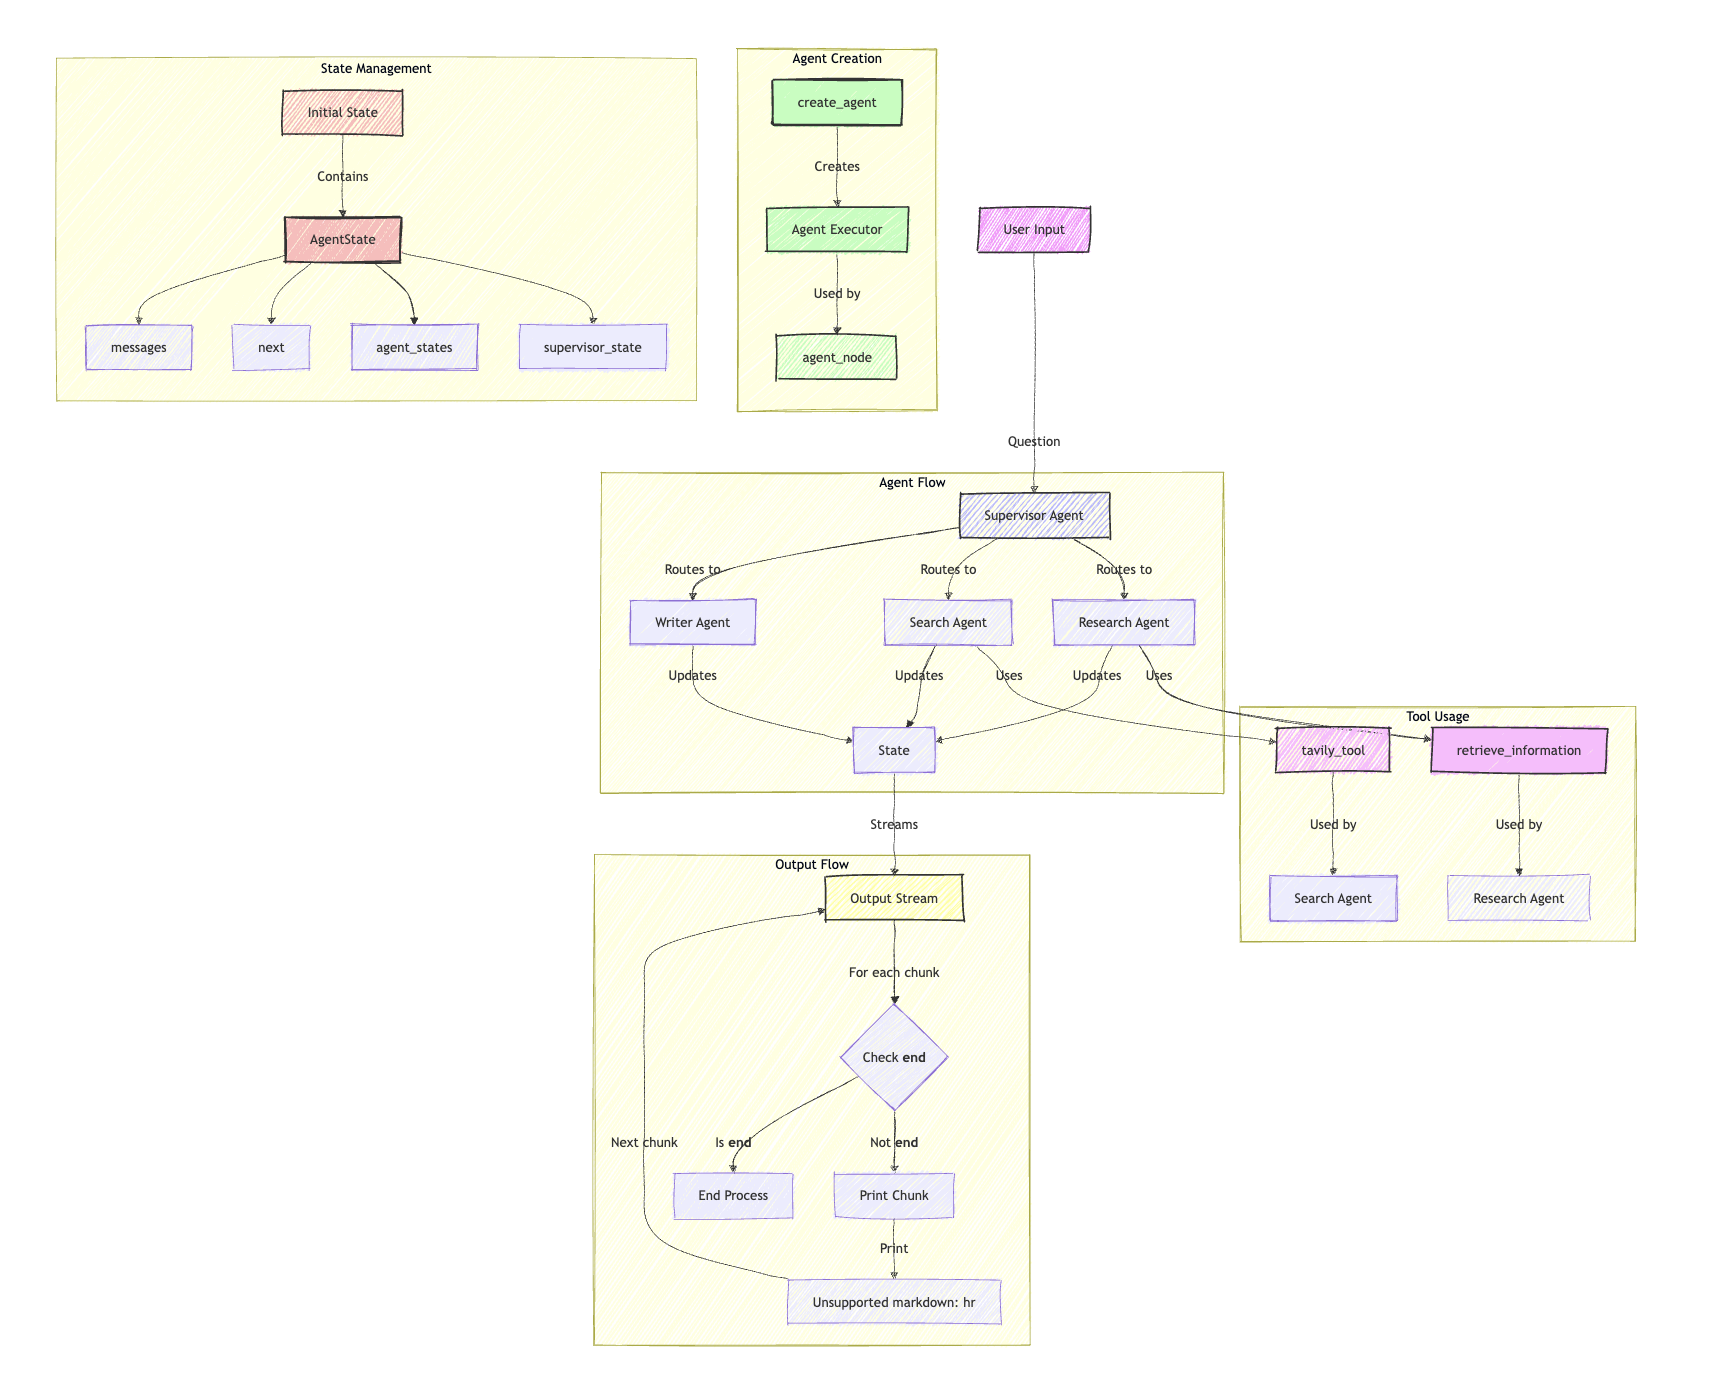 State Management
Initial State
Contains
AgentState
messages
next
agent_states
supervisor_state
Agent Creation
create_agent
Creates
Agent Executor
Used by
agent_node
User Input
Question
Agent Flow
Supervisor Agent
Routes to
Routes to
Routes to
Writer Agent
Search Agent
Research Agent
Updates
Updates
Uses
Updates
Uses
State
Tool Usage
tavily_tool
retrieve_information
Used by
Used by
Search Agent
Research Agent
Streams
Output Flow
Output Stream
For each chunk
Check end
Next chunk
Is end
Not end
End Process
Print Chunk
Print
Unsupported markdown: hr